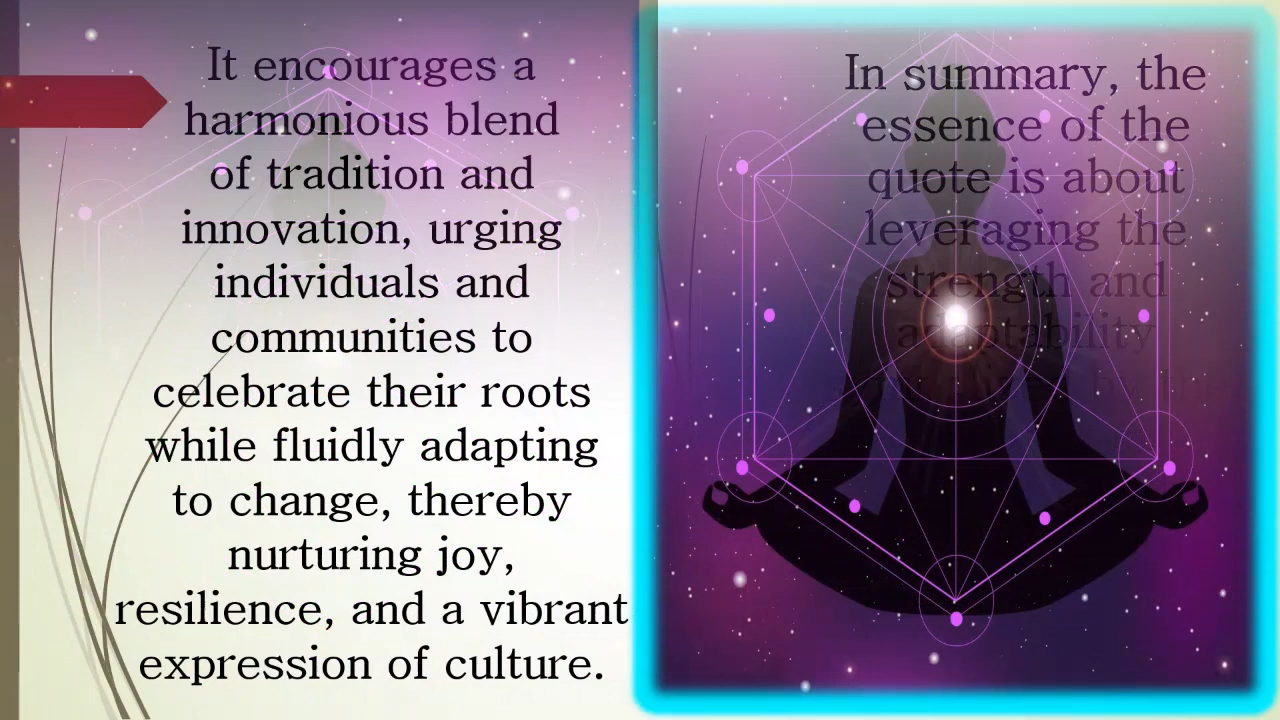 It encourages a
harmonious blend
of tradition and
innovation, urging
individuals and
communities to
celebrate their roots
while fluidly adapting
to change, thereby
nurturing joy,
resilience, and a vibrant
expression of culture.
In summary, the
essence of the
quote is about
leveraging the
strength and
adaptability